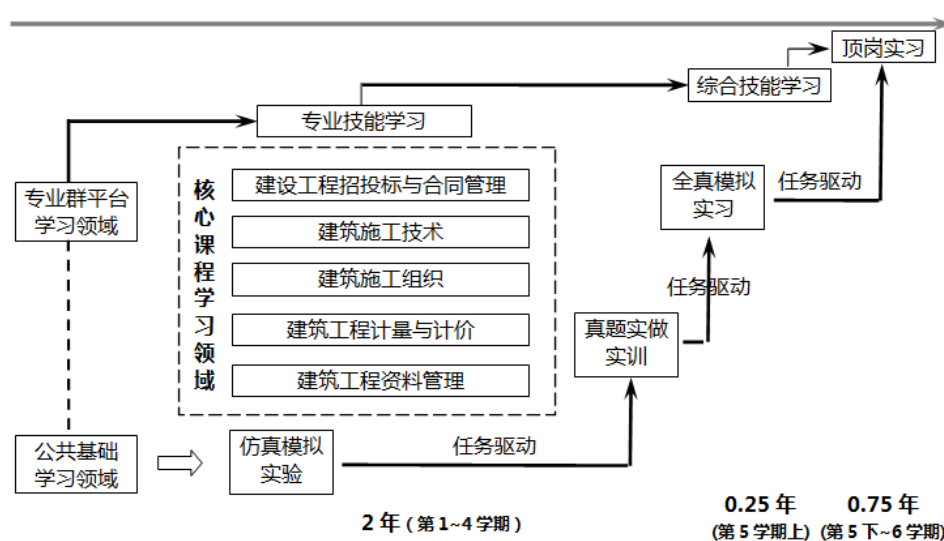 顶岗实习
综合技能学习
专业技能学习
专业群平台
学习领域
核心课程学习领域
建设工程招投标与合同管理
建筑施工技术
建筑施工组织
建筑工程计量与计价
建筑工程资料管理
全真模拟
实习
任务驱动
任务驱动
真题实做
实训
公共基础
学习领域
仿真模拟
实验
任务驱动
2 年（第 1~4 学期）
0.25 年
(第 5 学期上)
0.75 年
(第 5 下~6 学期)